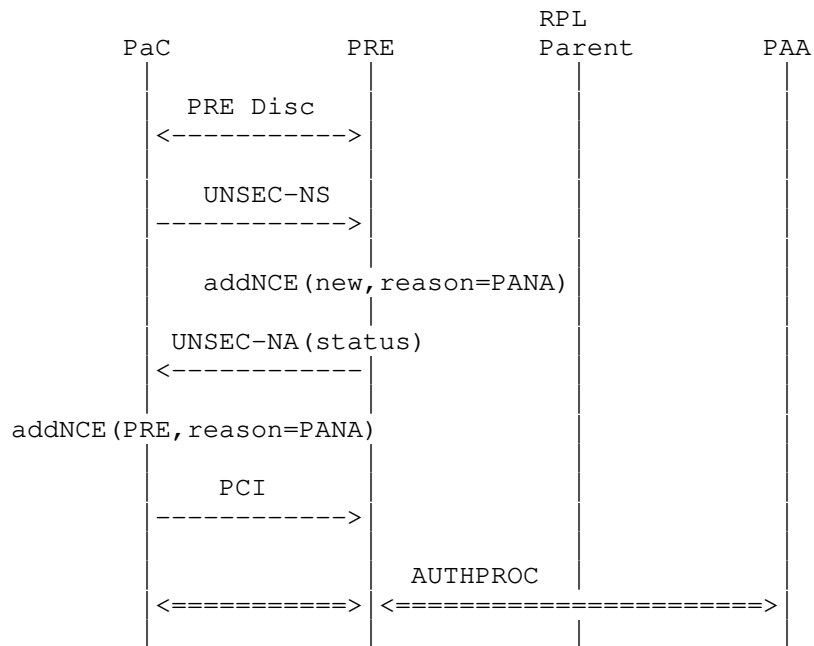 RPL
PaC PRE Parent PAA
PRE Disc
<----------->
UNSEC-NS
------------>
addNCE(new,reason=PANA)
UNSEC-NA(status)
<------------
addNCE(PRE,reason=PANA)
PCI
------------>
AUTHPROC
<===========> <=======================>